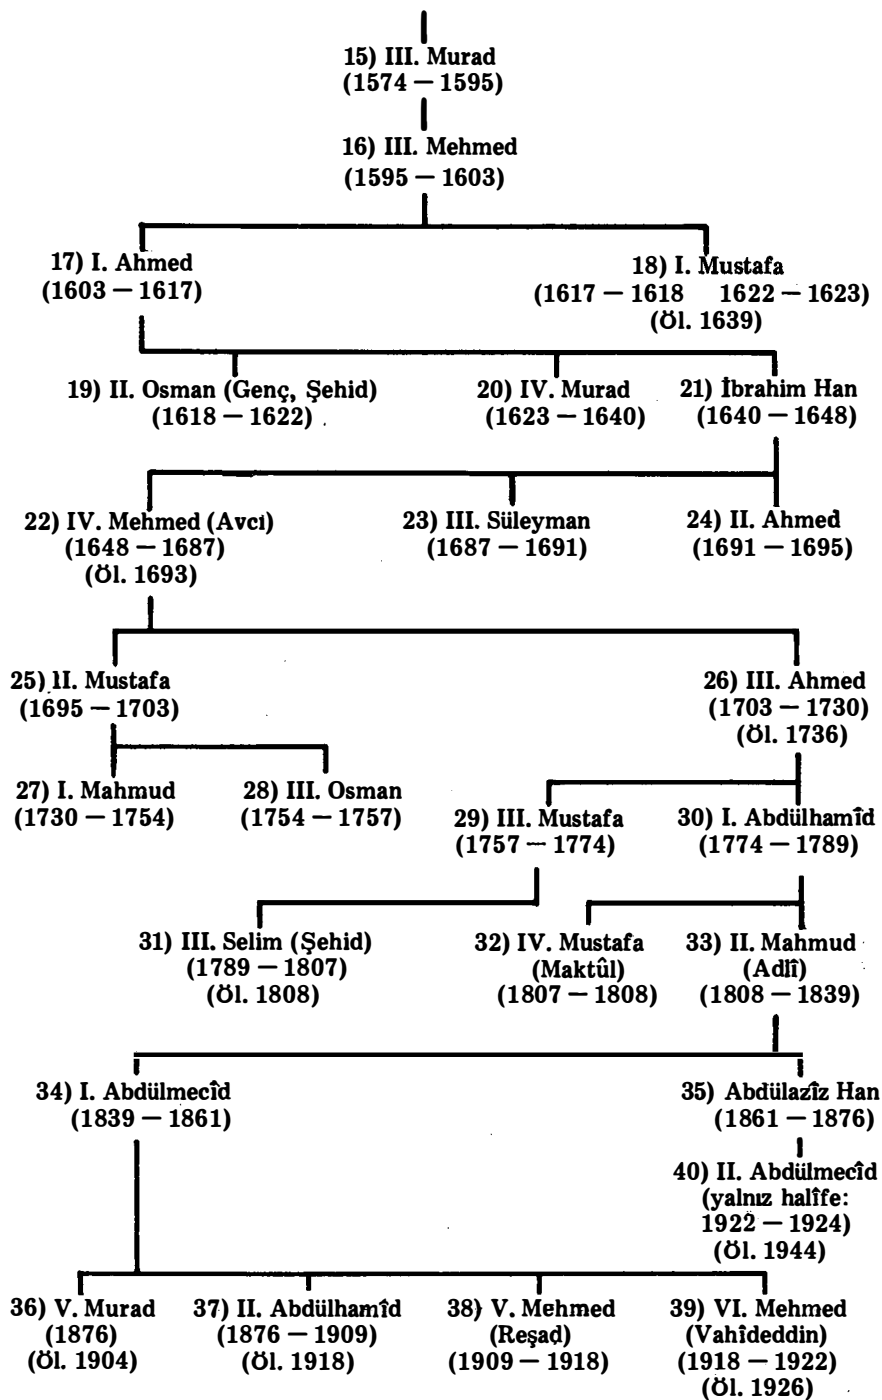 15) III. Murad
(1574 — 1595)
16) III. Mehmed
(1595 — 1603)
17) I. Ahmed
(1603 — 1617)
18) I. Mustafa
(1617 — 1618 1622 — 1623)
(Öl. 1639)
19) II. Osman (Genç, Şehid)
(1618 — 1622)
20) IV. Murad
(1623 — 1640)
21) İbrahim Han
(1640 — 1648)
22) IV. Mehmed (Avcı)
(1648 — 1687)
(Öl. 1693)
23) III. Süleyman
(1687 — 1691)
24) II. Ahmed
(1691 — 1695)
25) II. Mustafa
(1695 — 1703)
26) III. Ahmed
(1703 — 1730)
(Öl. 1736)
27) I. Mahmud
(1730 — 1754)
28) III. Osman
(1754 — 1757)
29) III. Mustafa
(1757 — 1774)
30) I. Abdülhamîd
(1774 — 1789)
31) III. Selim (Şehid)
(1789 — 1807)
(Öl. 1808)
32) IV. Mustafa
(Maktûl)
(1807 — 1808)
33) II. Mahmud
(Adlî)
(1808 — 1839)
34) I. Abdülmecîd
(1839 — 1861)
35) Abdülazîz Han
(1861 — 1876)
40) II. Abdülmecîd
(yalnız halîfe:
1922 — 1924)
(Öl. 1944)
36) V. Murad
(1876)
(Öl. 1904)
37) II. Abdülhamîd
(1876 — 1909)
(Öl. 1918)
38) V. Mehmed
(Reşad)
(1909 — 1918)
39) VI. Mehmed
(Vahîdeddin)
(1918 — 1922)
(Öl. 1926)